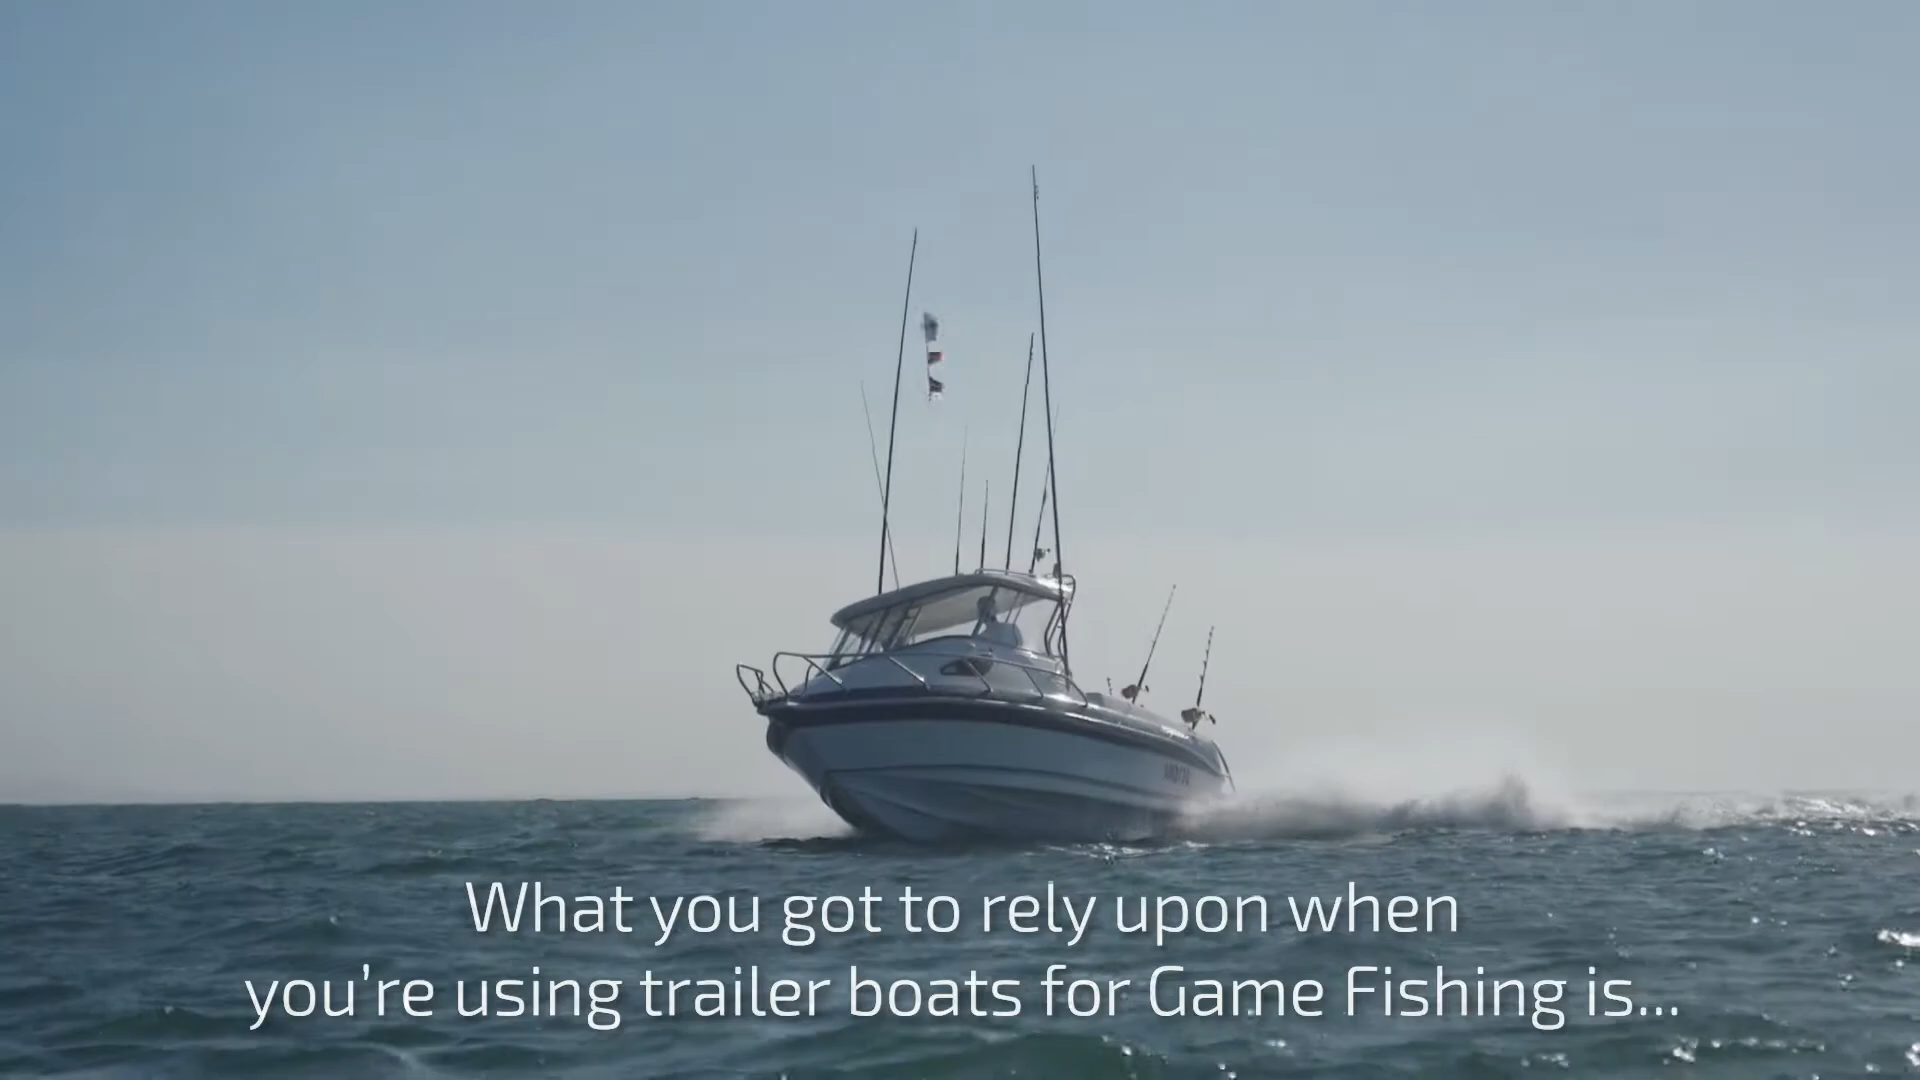 What you got to rely upon when
you’re using trailer boats for Game Fishing is...